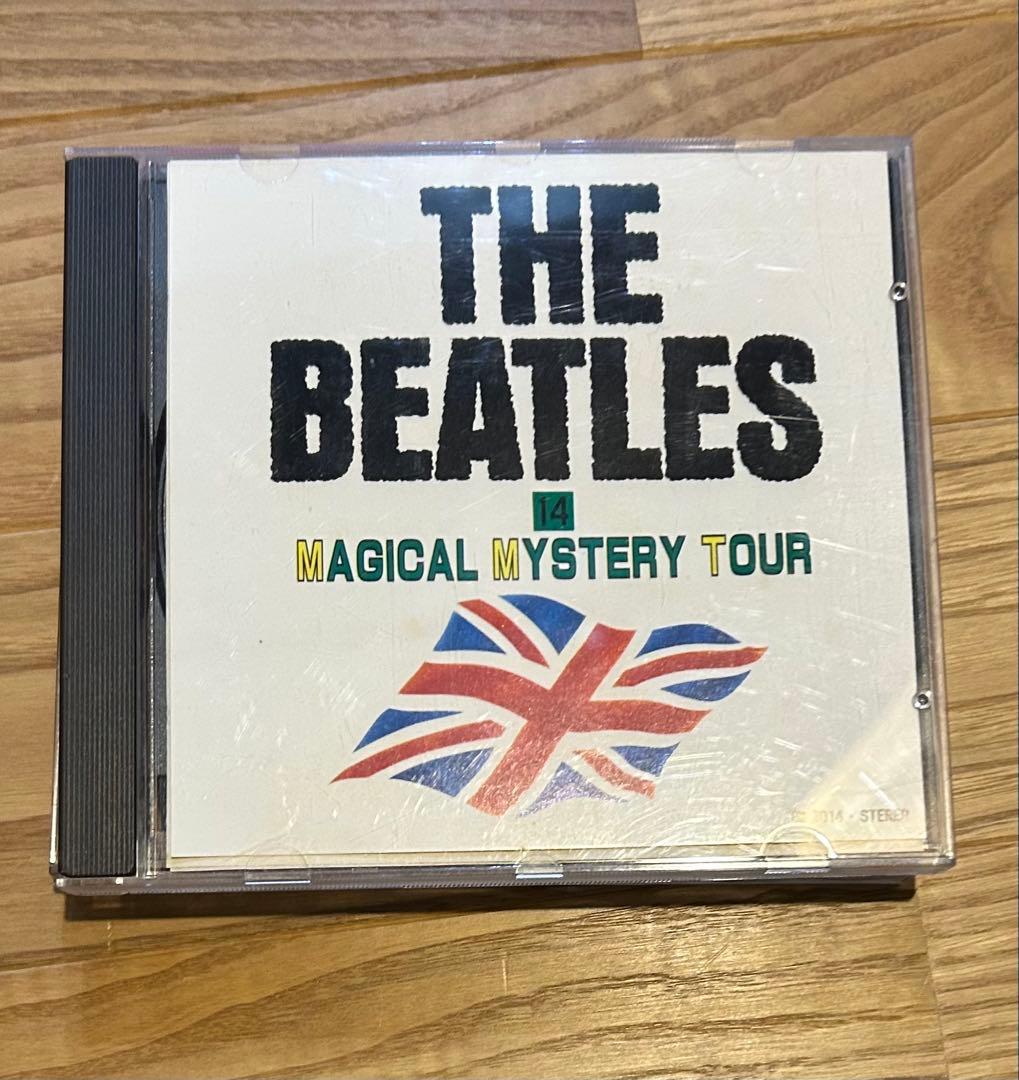 THE
BEATLES
14
MAGICAL MYSTERY TOUR
STEREO